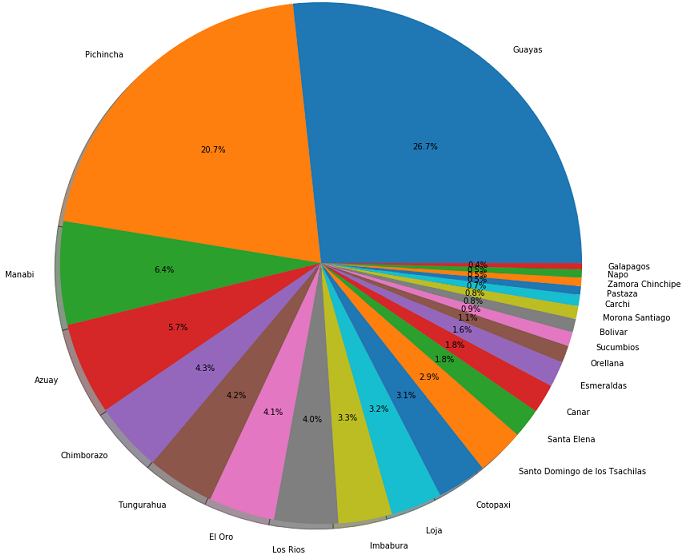 Guayas
26.7%
Pichincha
20.7%
Manabi
6.4%
Azuay
5.7%
Chimborazo
4.3%
Tungurahua
4.2%
El Oro
4.1%
Los Rios
4.0%
Imbabura
3.3%
Loja
3.2%
Cotopaxi
3.1%
Santo Domingo de los Tsachilas
2.9%
Santa Elena
1.8%
Canar
1.8%
Esmeraldas
1.6%
Orellana
1.1%
Sucumbios
0.9%
Bolivar
0.8%
Morona Santiago
0.8%
Carchi
0.7%
Pastaza
Zamora Chinchipe
0.5%
Napo
Galapagos
0.4%